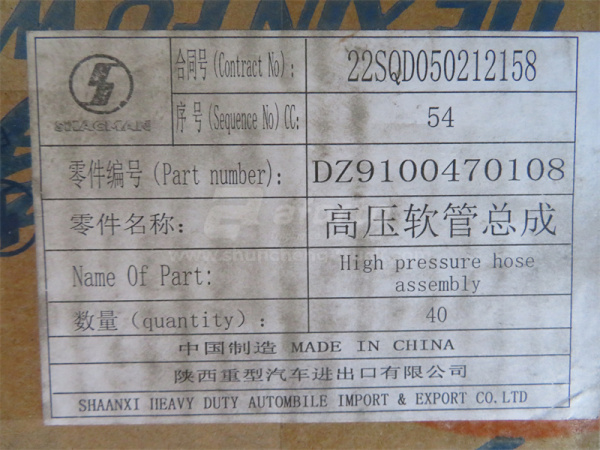 合同号(Contract No): 22SQD050212158
SHACMAN
序号(Sequence No)CC: 54
零件编号(Part number): DZ9100470108
零件名称: 高压软管总成
Name Of Part: High pressure hose
assembly
数量(quantity): 40
中国制造 MADE IN CHINA
陕西重型汽车进出口有限公司
SHAANXI HEAVY DUTY AUTOMBILE IMPORT & EXPORT CO,LTD